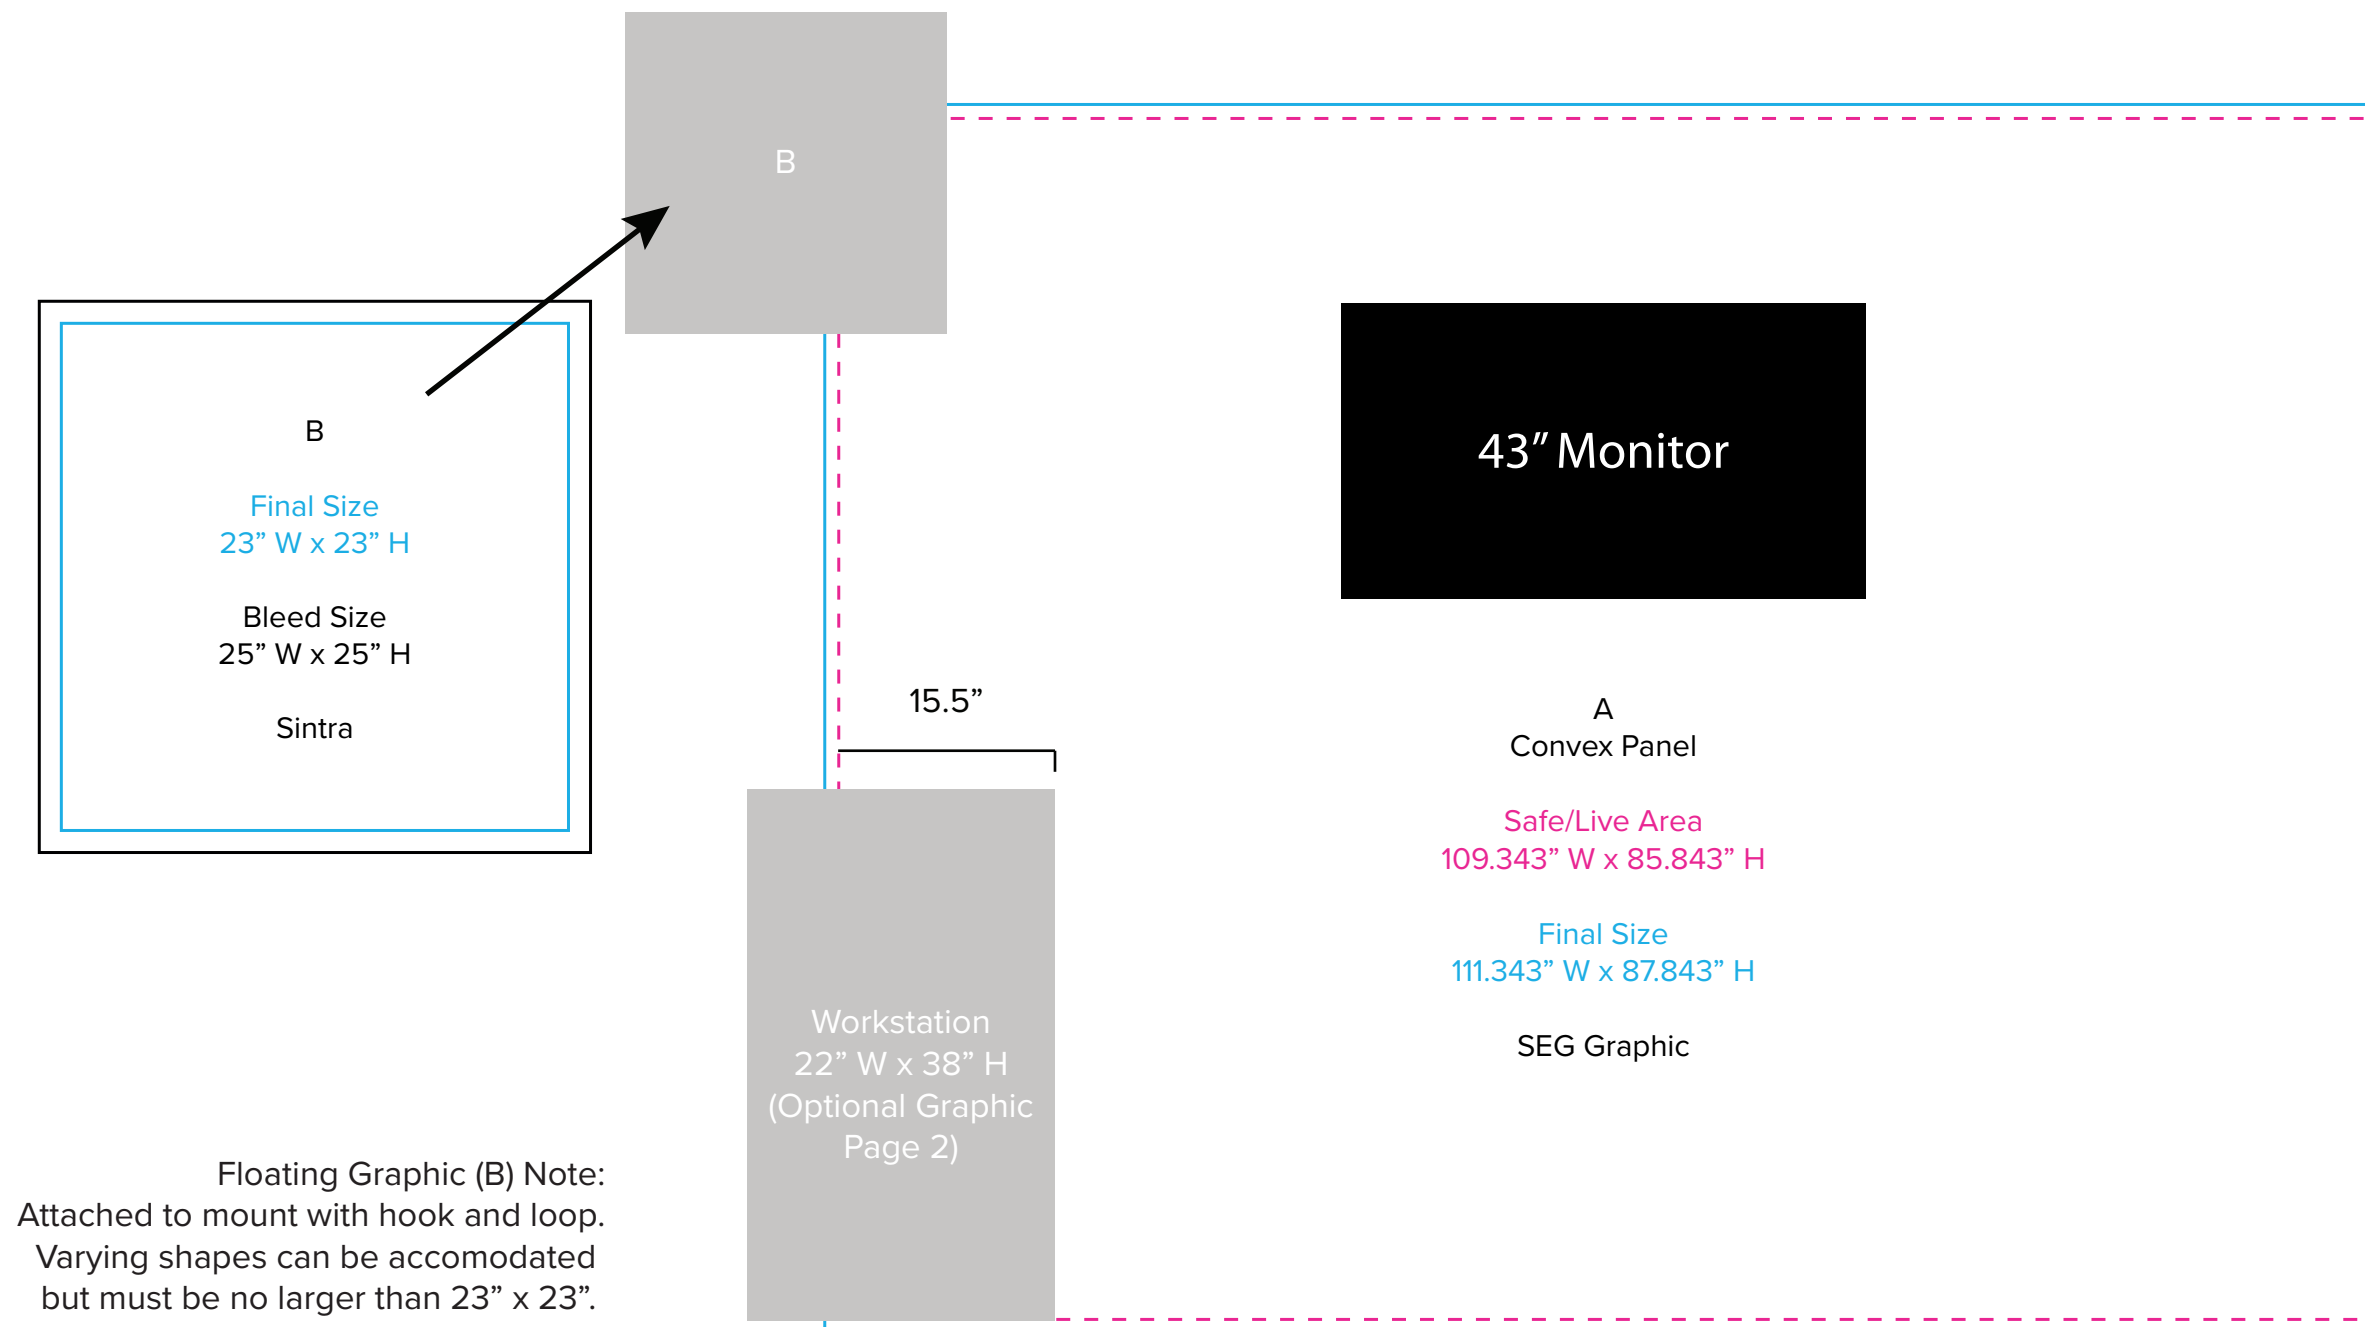 B
B
Final Size
23” W x 23” H
Bleed Size
25” W x 25” H
Sintra
43” Monitor
15.5”
A
Convex Panel
Safe/Live Area
109.343” W x 85.843” H
Final Size
111.343” W x 87.843” H
SEG Graphic
Workstation
22” W x 38” H
(Optional Graphic
Page 2)
Floating Graphic (B) Note:
Attached to mount with hook and loop.
Varying shapes can be accomodated
but must be no larger than 23” x 23”.